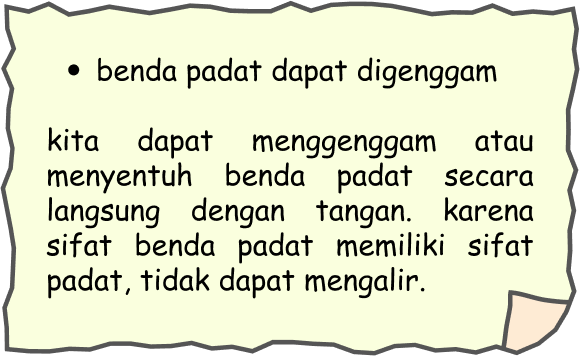 • benda padat dapat digenggam
kita dapat menggenggam atau
menyentuh benda padat secara
langsung dengan tangan. karena
sifat benda padat memiliki sifat
padat, tidak dapat mengalir.